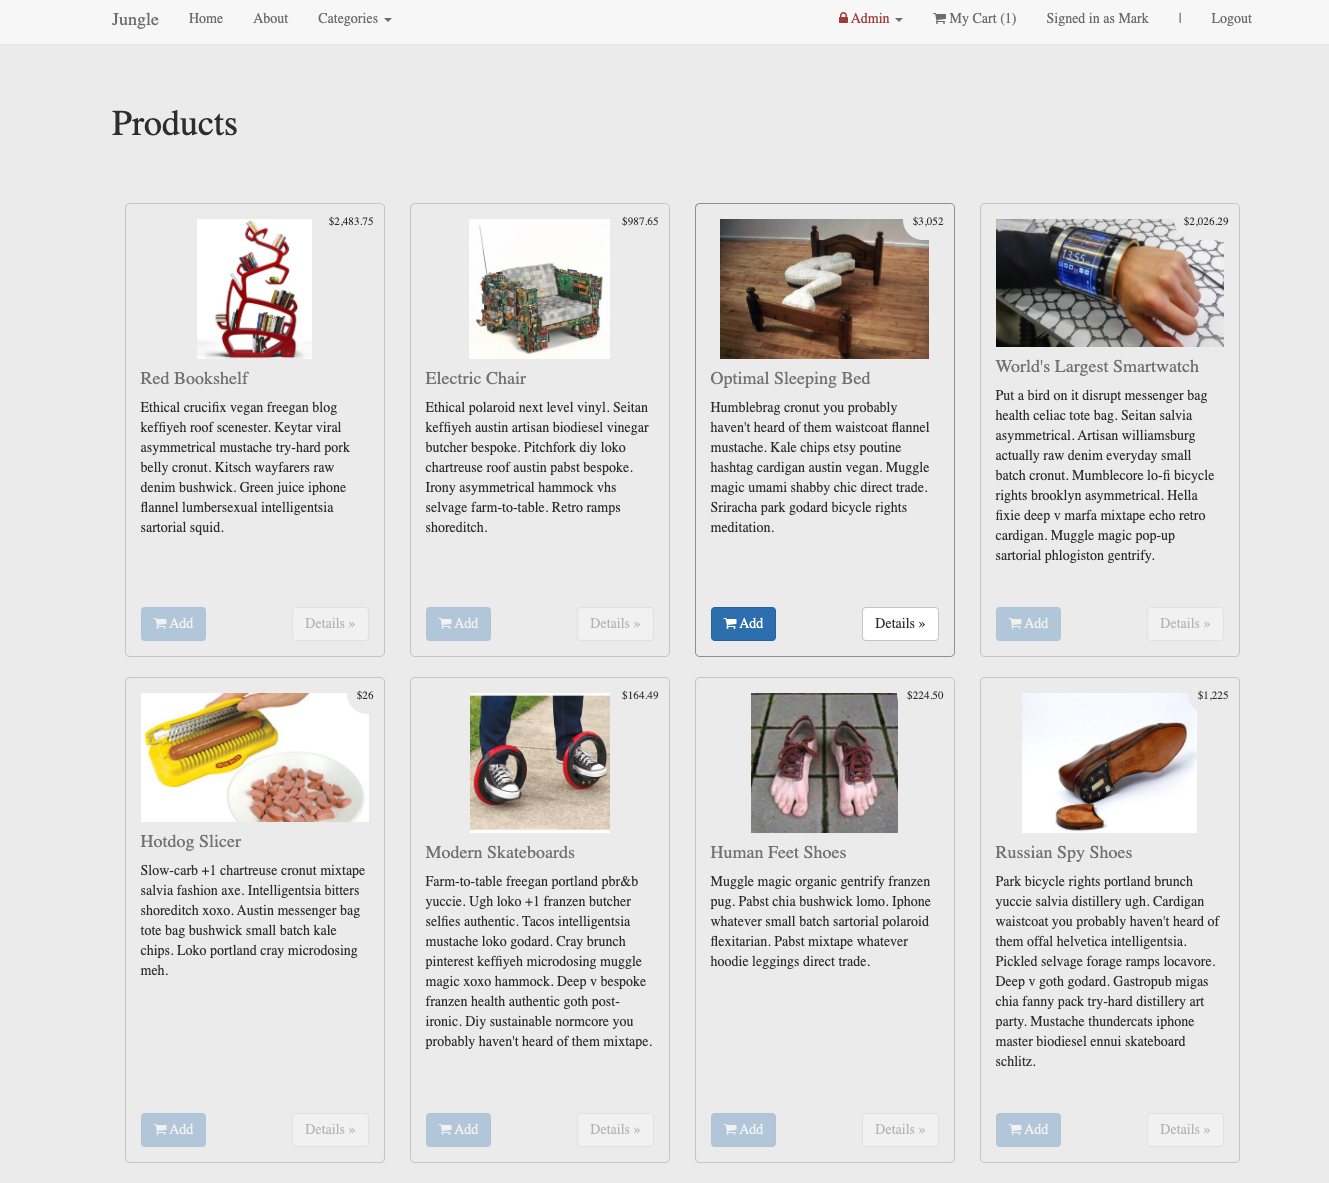 Jungle Home About Categories Admin My Cart (1) Signed in as Mark | Logout
Products
$2,483.75
Red Bookshelf
Ethical crucifix vegan freegan blog
keffiyeh roof scenester. Keytar viral
asymmetrical mustache try-hard pork
belly cronut. Kitsch wayfarers raw
denim bushwick. Green juice iphone
flannel lumbersexual intelligentsia
sartorial squid.
Add Details »
$987.65
Electric Chair
Ethical polaroid next level vinyl. Seitan
keffiyeh austin artisan biodiesel vinegar
butcher bespoke. Pitchfork diy loko
chartreuse roof austin pabst bespoke.
Irony asymmetrical hammock vhs
selvage farm-to-table. Retro ramps
shoreditch.
Add Details »
$3,052
Optimal Sleeping Bed
Humblebrag cronut you probably
haven't heard of them waistcoat flannel
mustache. Kale chips etsy poutine
hashtag cardigan austin vegan. Muggle
magic umami shabby chic direct trade.
Sriracha park godard bicycle rights
meditation.
Add Details »
$2,026.29
13:55
World's Largest Smartwatch
Put a bird on it disrupt messenger bag
health celiac tote bag. Seitan salvia
asymmetrical. Artisan williamsburg
actually raw denim everyday small
batch cronut. Mumblecore lo-fi bicycle
rights brooklyn asymmetrical. Hella
fixie deep v marfa mixtape echo retro
cardigan. Muggle magic pop-up
sartorial phlogiston gentrify.
Add Details »
$26
Hotdog Slicer
Slow-carb +1 chartreuse cronut mixtape
salvia fashion axe. Intelligentsia bitters
shoreditch xoxo. Austin messenger bag
tote bag bushwick small batch kale
chips. Loko portland cray microdosing
meh.
Add Details »
$164.49
Modern Skateboards
Farm-to-table freegan portland pbr&b
yuccie. Ugh loko +1 franzen butcher
selfies authentic. Tacos intelligentsia
mustache loko godard. Cray brunch
pinterest keffiyeh microdosing muggle
magic xoxo hammock. Deep v bespoke
franzen health authentic goth post-
ironic. Diy sustainable normcore you
probably haven't heard of them mixtape.
Add Details »
$224.50
Human Feet Shoes
Muggle magic organic gentrify franzen
pug. Pabst chia bushwick lomo. Iphone
whatever small batch sartorial polaroid
flexitarian. Pabst mixtape whatever
hoodie leggings direct trade.
Add Details »
$1,225
Russian Spy Shoes
Park bicycle rights portland brunch
yuccie salvia distillery ugh. Cardigan
waistcoat you probably haven't heard of
them offal helvetica intelligentsia.
Pickled selvage forage ramps locavore.
Deep v goth godard. Gastropub migas
chia fanny pack try-hard distillery art
party. Mustache thundercats iphone
master biodiesel ennui skateboard
schlitz.
Add Details »